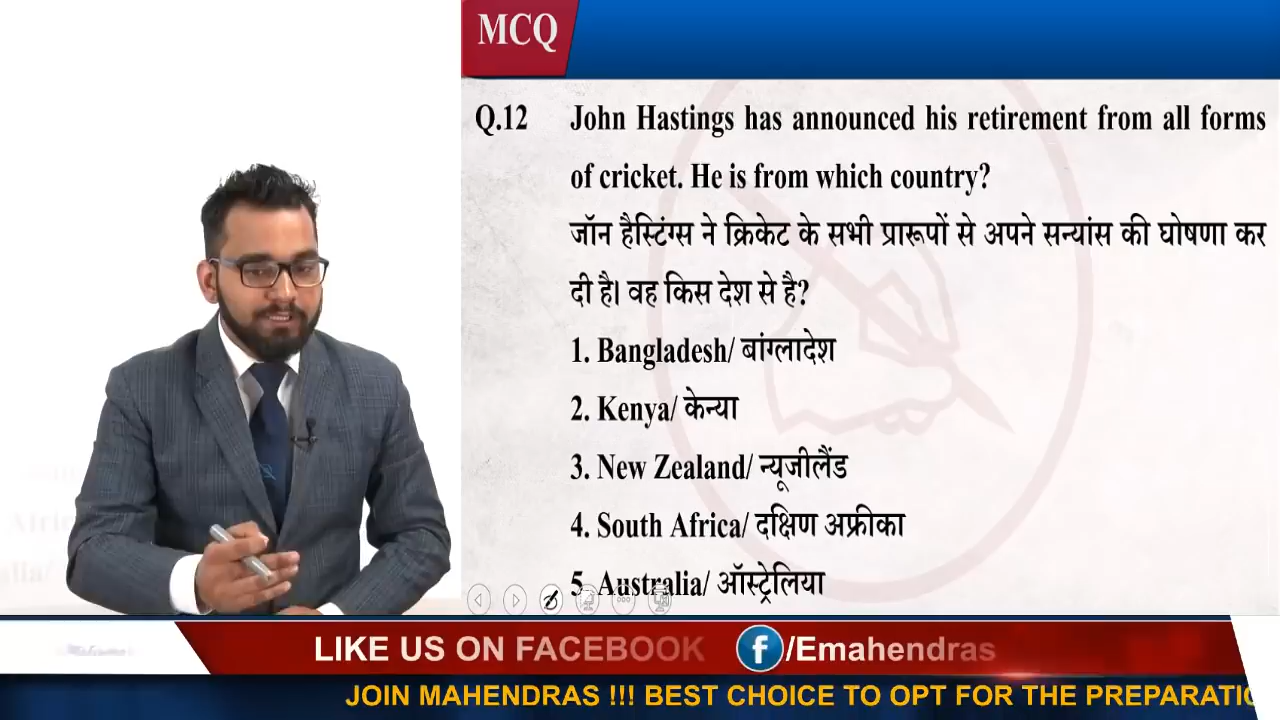 MCQ
Q.12 John Hastings has announced his retirement from all forms
of cricket. He is from which country?
जॉन हैस्टिंग्स ने क्रिकेट के सभी प्रारूपों से अपने सन्यांस की घोषणा कर
दी है। वह किस देश से है?
1. Bangladesh/ बांग्लादेश
2. Kenya/ केन्या
3. New Zealand/ न्यूजीलैंड
4. South Africa/ दक्षिण अफ्रीका
5. Australia/ ऑस्ट्रेलिया
LIKE US ON FACEBOOK f/Emahendras
JOIN MAHENDRAS !!! BEST CHOICE TO OPT FOR THE PREPARATIO